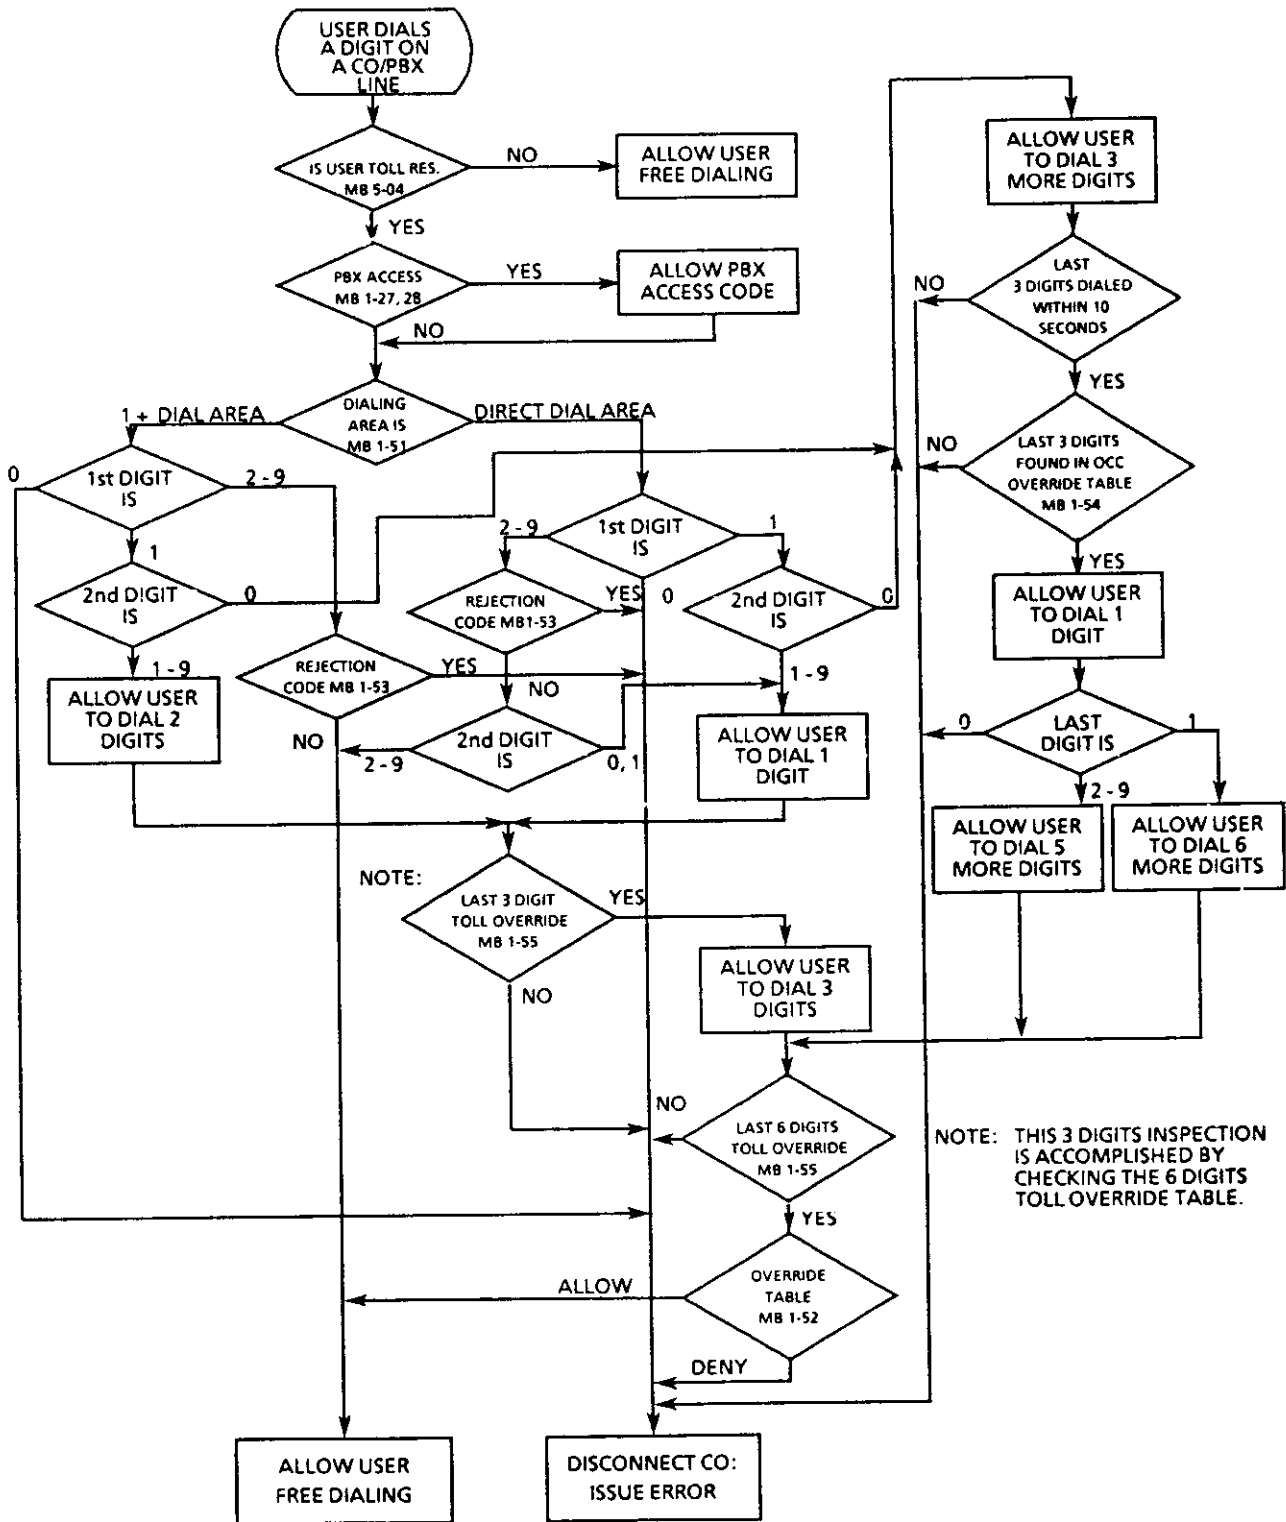 USER DIALS
A DIGIT ON
A CO/PBX
LINE
IS USER TOLL RES.
MB 5-04
NO
ALLOW USER
FREE DIALING
YES
PBX ACCESS
MB 1-27, 28
YES
ALLOW PBX
ACCESS CODE
NO
DIALING
AREA IS
MB 1-51
1 + DIAL AREA
DIRECT DIAL AREA
0
1st DIGIT
IS
2 - 9
1
2nd DIGIT
IS
0
1 - 9
ALLOW USER
TO DIAL 2
DIGITS
REJECTION
CODE MB 1-53
YES
NO
2 - 9
1st DIGIT
IS
1
0
REJECTION
CODE MB1-53
YES
NO
2nd DIGIT
IS
2 - 9
0, 1
2nd DIGIT
IS
0
1 - 9
ALLOW USER
TO DIAL 1
DIGIT
NOTE:
LAST 3 DIGIT
TOLL OVERRIDE
MB 1-55
YES
NO
ALLOW USER
TO DIAL 3
DIGITS
LAST 6 DIGITS
TOLL OVERRIDE
MB 1-55
NO
YES
OVERRIDE
TABLE
MB 1-52
ALLOW
DENY
ALLOW USER
FREE DIALING
DISCONNECT CO:
ISSUE ERROR
ALLOW USER
TO DIAL 3
MORE DIGITS
LAST
3 DIGITS DIALED
WITHIN 10
SECONDS
NO
YES
LAST 3 DIGITS
FOUND IN OCC
OVERRIDE TABLE
MB 1-54
NO
YES
ALLOW USER
TO DIAL 1
DIGIT
LAST
DIGIT IS
0
1
2 - 9
ALLOW USER
TO DIAL 5
MORE DIGITS
ALLOW USER
TO DIAL 6
MORE DIGITS
NOTE: THIS 3 DIGITS INSPECTION
IS ACCOMPLISHED BY
CHECKING THE 6 DIGITS
TOLL OVERRIDE TABLE.